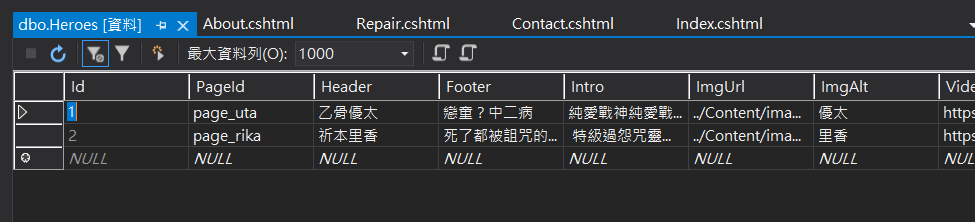 dbo.Heroes [資料] About.cshtml Repair.cshtml Contact.cshtml Index.cshtml
最大資料列(O): 1000
Id PageId Header Footer Intro ImgUrl ImgAlt Vide
1 page_uta 乙骨優太 戀童？中二病 純愛戰神純愛戰... ../Content/ima... 優太 https
2 page_rika 祈本里香 死了都被詛咒的... 特級過怨咒靈... ../Content/ima... 里香 https
NULL NULL NULL NULL NULL NULL NULL NULL